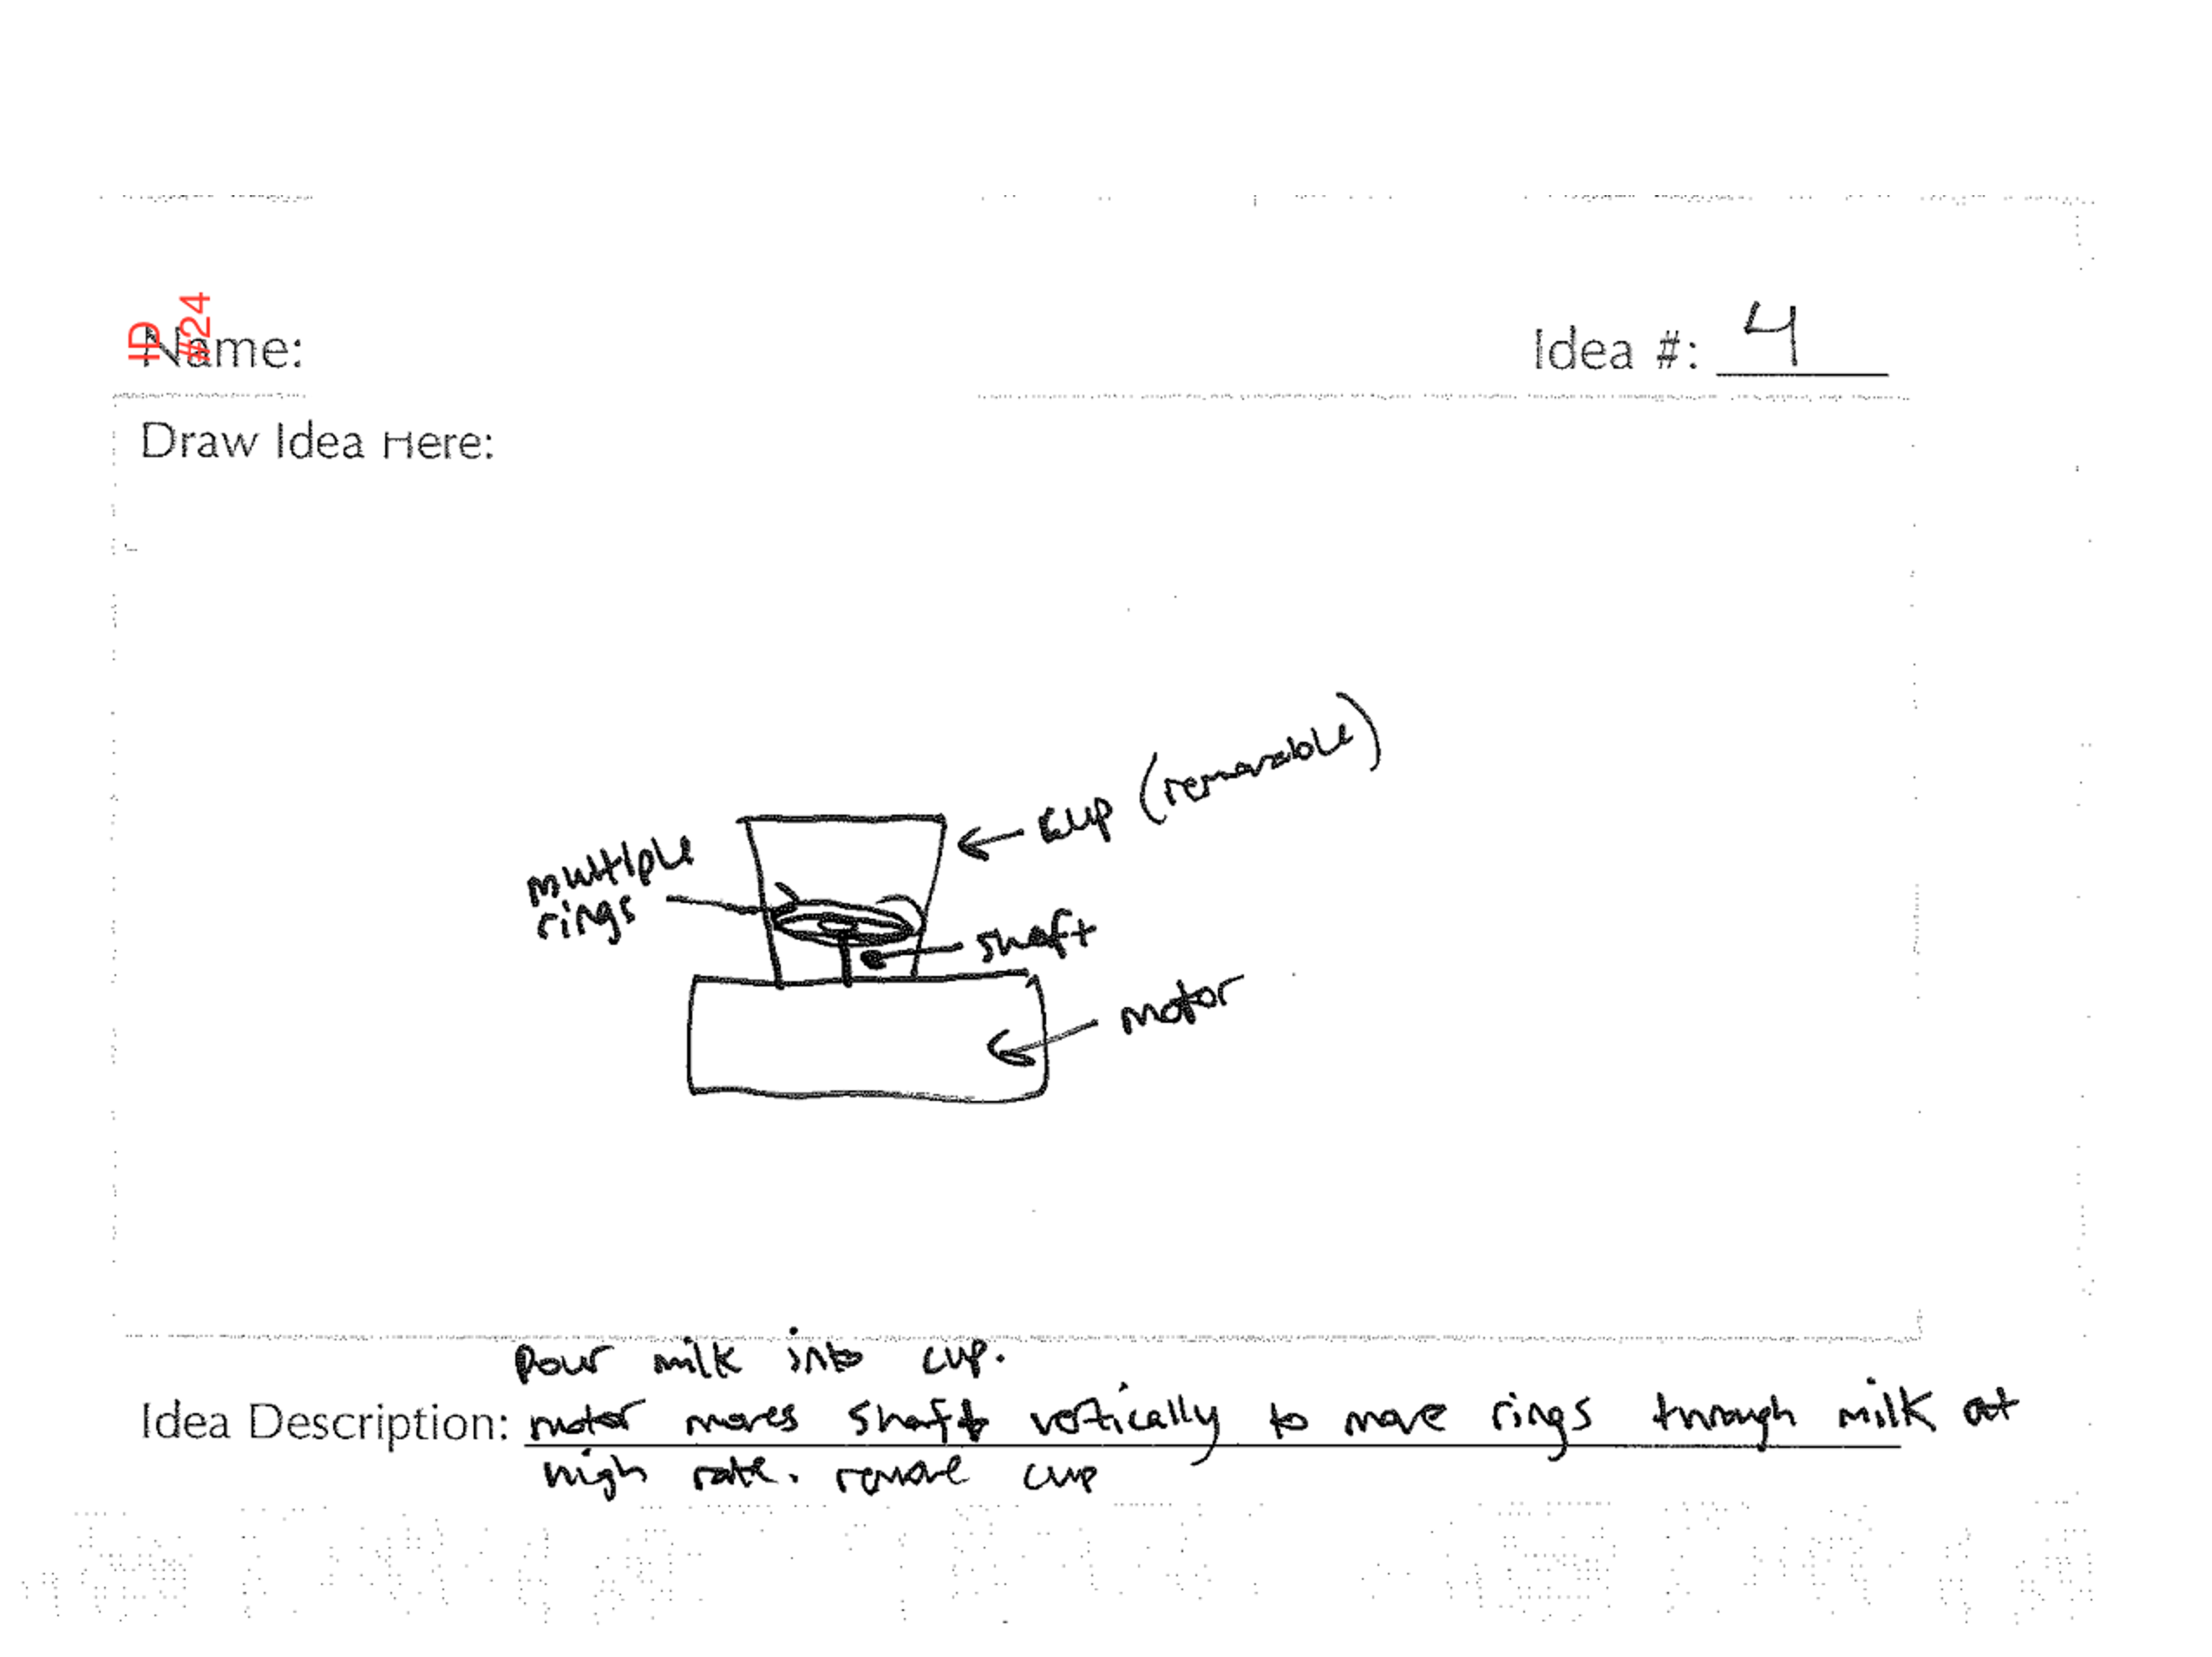 ID
#24
Name:
Idea #: 4
Draw Idea Here:
cup (removable)
multiple
rings
shaft
motor
Pour milk into cup.
Idea Description: motor moves shaft vertically to move rings through milk at
high rate. remove cup